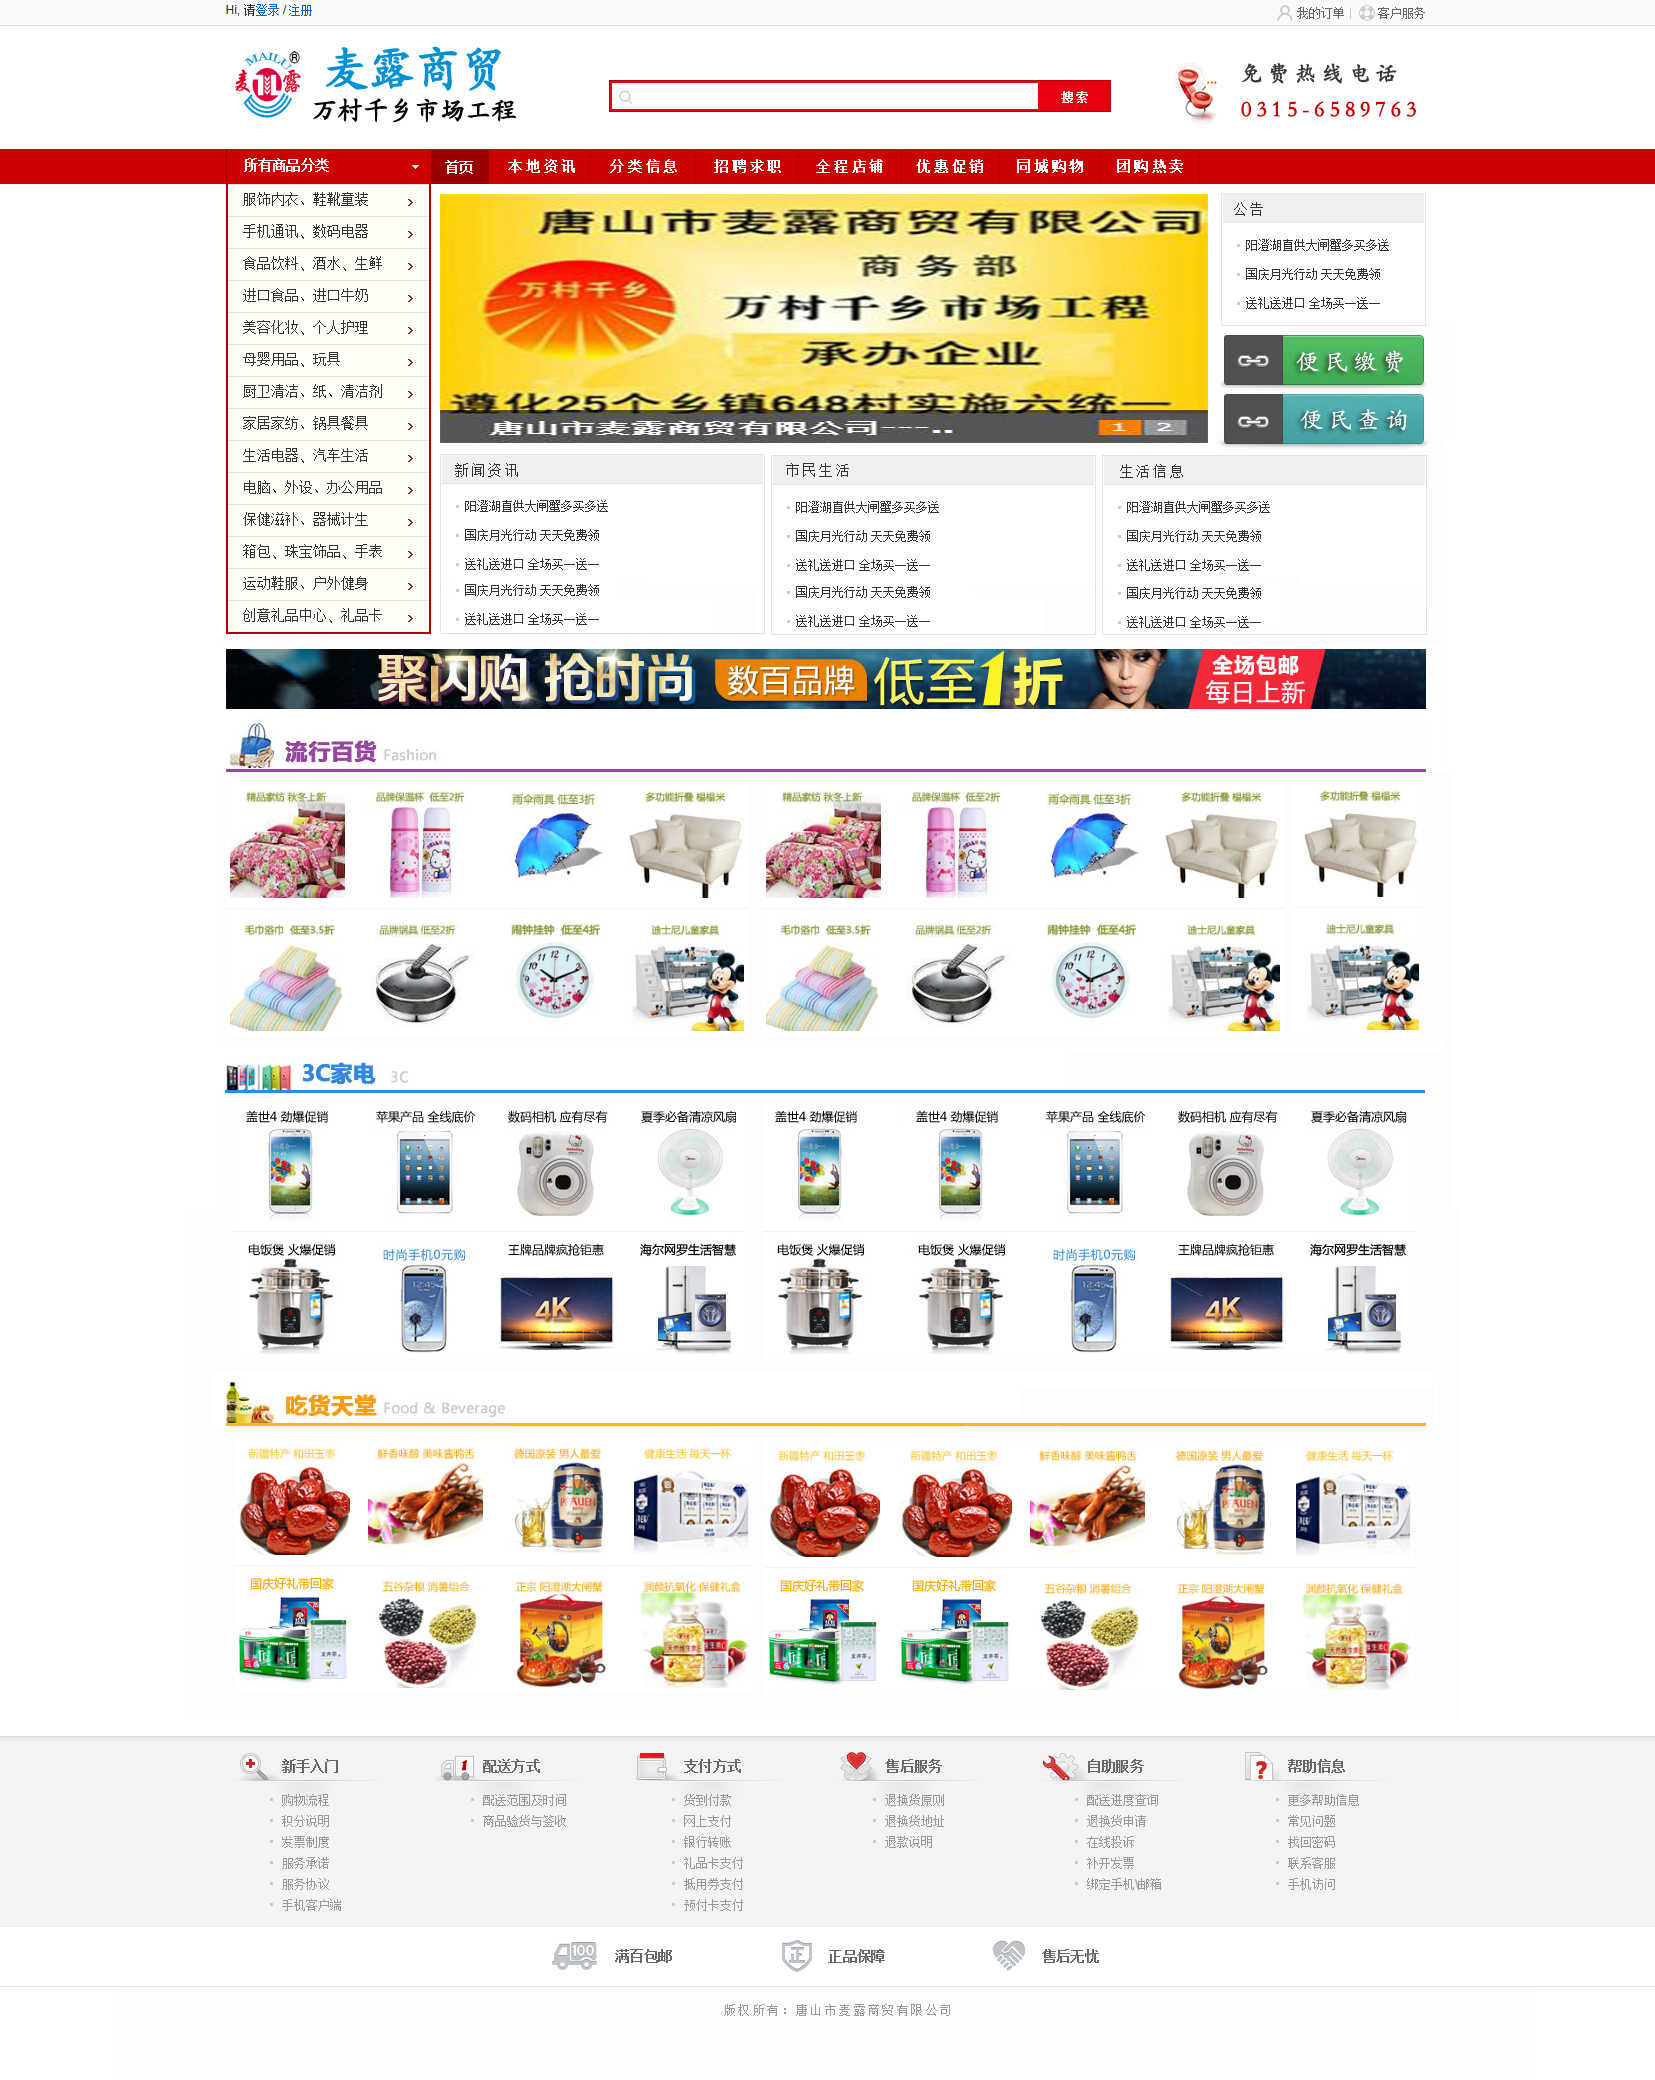 Hi, 请登录 / 注册
我的订单 | 客户服务
MAILU®
麦露
麦露商贸
万村千乡市场工程
搜索
免费热线电话
0315-6589763
所有商品分类
首页 本地资讯 分类信息 招聘求职 全程店铺 优惠促销 同城购物 团购热卖
服饰内衣、鞋靴童装
手机通讯、数码电器
食品饮料、酒水、生鲜
进口食品、进口牛奶
美容化妆、个人护理
母婴用品、玩具
厨卫清洁、纸、清洁剂
家居家纺、锅具餐具
生活电器、汽车生活
电脑、外设、办公用品
保健滋补、器械计生
箱包、珠宝饰品、手表
运动鞋服、户外健身
创意礼品中心、礼品卡
唐山市麦露商贸有限公司
商务部
万村千乡
万村千乡市场工程
承办企业
遵化25个乡镇648村实施六统一
唐山市麦露商贸有限公司---..
1 2
公告
阳澄湖直供大闸蟹多买多送
国庆月光行动 天天免费领
送礼送进口 全场买一送一
便民缴费
便民查询
新闻资讯
阳澄湖直供大闸蟹多买多送
国庆月光行动 天天免费领
送礼送进口 全场买一送一
国庆月光行动 天天免费领
送礼送进口 全场买一送一
市民生活
阳澄湖直供大闸蟹多买多送
国庆月光行动 天天免费领
送礼送进口 全场买一送一
国庆月光行动 天天免费领
送礼送进口 全场买一送一
生活信息
阳澄湖直供大闸蟹多买多送
国庆月光行动 天天免费领
送礼送进口 全场买一送一
国庆月光行动 天天免费领
送礼送进口 全场买一送一
聚闪购 抢时尚 数百品牌 低至1折
全场包邮
每日上新
流行百货 Fashion
精品家纺 秋冬上新 品牌保温杯 低至2折 雨伞雨具 低至3折 多功能折叠 榻榻米 精品家纺 秋冬上新 品牌保温杯 低至2折 雨伞雨具 低至3折 多功能折叠 榻榻米 多功能折叠 榻榻米
毛巾浴巾 低至3.5折 品牌锅具 低至2折 闹钟挂钟 低至4折 迪士尼儿童家具 毛巾浴巾 低至3.5折 品牌锅具 低至2折 闹钟挂钟 低至4折 迪士尼儿童家具 迪士尼儿童家具
3C家电 3C
盖世4 劲爆促销 苹果产品 全线底价 数码相机 应有尽有 夏季必备清凉风扇 盖世4 劲爆促销 盖世4 劲爆促销 苹果产品 全线底价 数码相机 应有尽有 夏季必备清凉风扇
电饭煲 火爆促销 时尚手机0元购 王牌品牌疯抢钜惠 海尔网罗生活智慧 电饭煲 火爆促销 电饭煲 火爆促销 时尚手机0元购 王牌品牌疯抢钜惠 海尔网罗生活智慧
12:45 4K 12:45 4K
吃货天堂 Food & Beverage
新疆特产 和田玉枣 鲜香味醇 美味酱鸭舌 德国原装 男人最爱 健康生活 每天一杯 新疆特产 和田玉枣 新疆特产 和田玉枣 鲜香味醇 美味酱鸭舌 德国原装 男人最爱 健康生活 每天一杯
国庆好礼带回家 五谷杂粮 消暑组合 正宗 阳澄湖大闸蟹 润颜抗氧化 保健礼盒 国庆好礼带回家 国庆好礼带回家 五谷杂粮 消暑组合 正宗 阳澄湖大闸蟹 润颜抗氧化 保健礼盒
新手入门
购物流程
积分说明
发票制度
服务承诺
服务协议
手机客户端
1 配送方式
配送范围及时间
商品验货与签收
支付方式
货到付款
网上支付
银行转账
礼品卡支付
抵用券支付
预付卡支付
售后服务
退换货原则
退换货地址
退款说明
自助服务
配送进度查询
退换货申请
在线投诉
补开发票
绑定手机\邮箱
? 帮助信息
更多帮助信息
常见问题
找回密码
联系客服
手机访问
100 满百包邮 正 正品保障 售后无忧
版权所有：唐山市麦露商贸有限公司